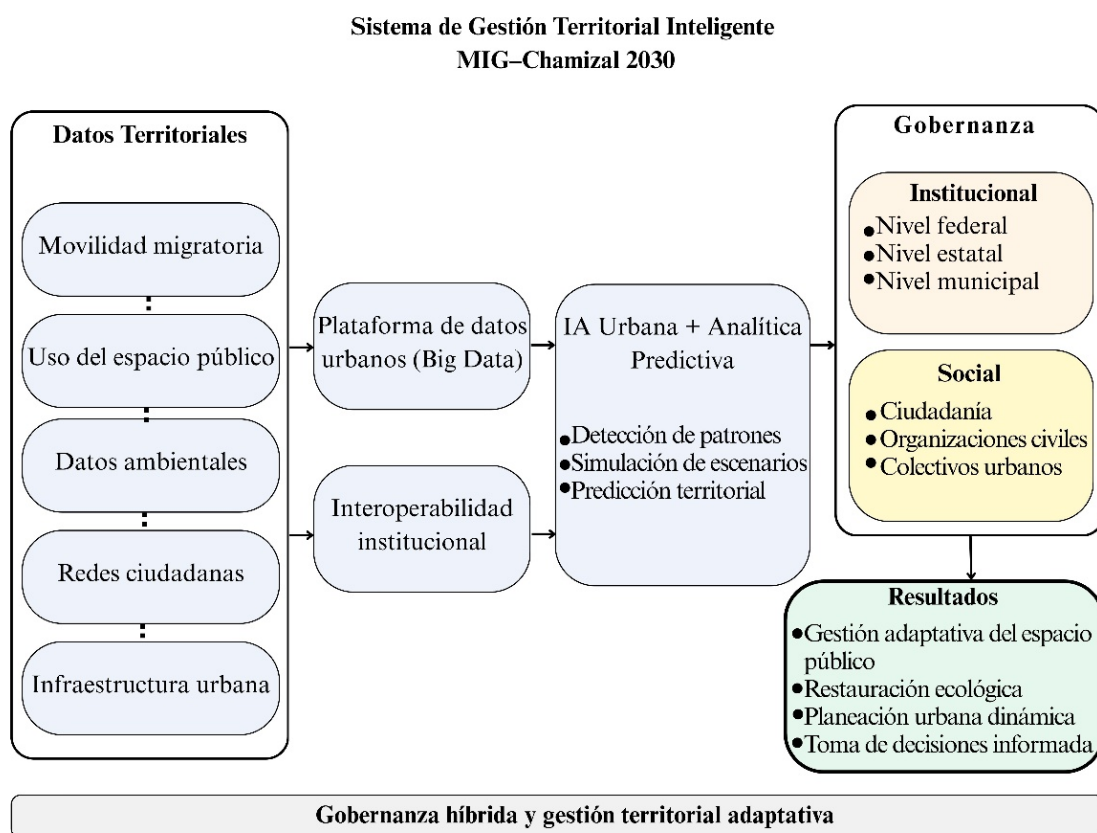 Sistema de Gestión Territorial Inteligente
MIG–Chamizal 2030
Datos Territoriales
Movilidad migratoria
Uso del espacio público
Datos ambientales
Redes ciudadanas
Infraestructura urbana
Plataforma de datos
urbanos (Big Data)
Interoperabilidad
institucional
IA Urbana + Analítica
Predictiva
●Detección de patrones
●Simulación de escenarios
●Predicción territorial
Gobernanza
Institucional
●Nivel federal
●Nivel estatal
●Nivel municipal
Social
●Ciudadanía
●Organizaciones civiles
●Colectivos urbanos
Resultados
●Gestión adaptativa del espacio
público
●Restauración ecológica
●Planeación urbana dinámica
●Toma de decisiones informada
Gobernanza híbrida y gestión territorial adaptativa